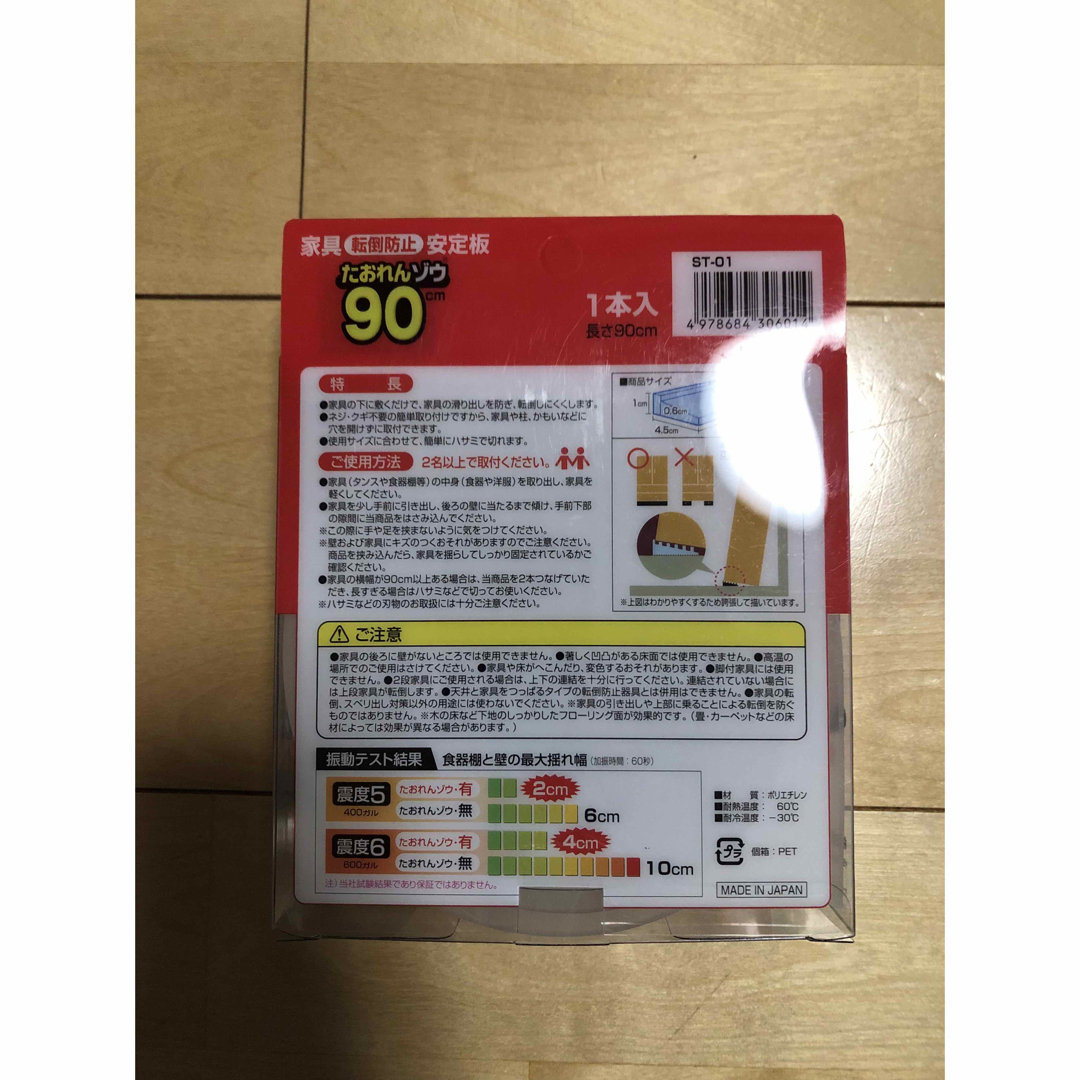 家具 転倒防止 安定板
たおれんゾウ
90cm
1本入
長さ90cm
ST-01
4 978684 306014
特 長
●家具の下に敷くだけで、家具の滑り出しを防ぎ、転倒しにくくします。
●ネジ・クギ不要の簡単取り付けですから、家具や柱、かもいなどに
穴を開けずに取付できます。
●使用サイズに合わせて、簡単にハサミで切れます。
ご使用方法 2名以上で取付ください。
●家具(タンスや食器棚等)の中身(食器や洋服)を取り出し、家具を
軽くしてください。
●家具を少し手前に引き出し、後ろの壁に当たるまで傾け、手前下部
の隙間に当商品をはさみ込んでください。
※この際に手や足を挟まないように気をつけてください。
※壁および家具にキズのつくおそれがありますのでご注意ください。
商品を挟み込んだら、家具を揺らしてしっかり固定されているかご
確認ください。
●家具の横幅が90cm以上ある場合は、当商品を2本つなげていた
だき、長すぎる場合はハサミなどで切ってお使いください。
※ハサミなどの刃物のお取扱には十分ご注意ください。
■商品サイズ
1cm
0.6cm
4.5cm
※上図はわかりやすくするため誇張して描いています。
ご注意
●家具の後ろに壁がないところでは使用できません。●著しく凹凸がある床面では使用できません。●高温の
場所でのご使用はさけてください。●家具や床がへこんだり、変色するおそれがあります。●脚付家具には使用
できません。●2段家具にご使用される場合は、上下の連結を十分に行ってください。連結されていない場合に
は上段家具が転倒します。●天井と家具をつっぱるタイプの転倒防止器具とは併用はできません。●家具の転
倒、スベリ出し対策以外の用途には使わないでください。※家具の引き出しや上部に乗ることによる転倒を防ぐ
ものではありません。※木の床など下地のしっかりしたフローリング面が効果的です。(畳・カーペットなどの床
材によっては効果が異なる場合があります。)
振動テスト結果 食器棚と壁の最大揺れ幅(加振時間:60秒)
震度5
400ガル
たおれんゾウ・有 2cm
たおれんゾウ・無 6cm
震度6
600ガル
たおれんゾウ・有 4cm
たおれんゾウ・無 10cm
注)当社試験結果であり保証ではありません。
■材 質:ポリエチレン
■耐熱温度: 60℃
■耐冷温度:-30℃
プラ 個箱:PET
MADE IN JAPAN